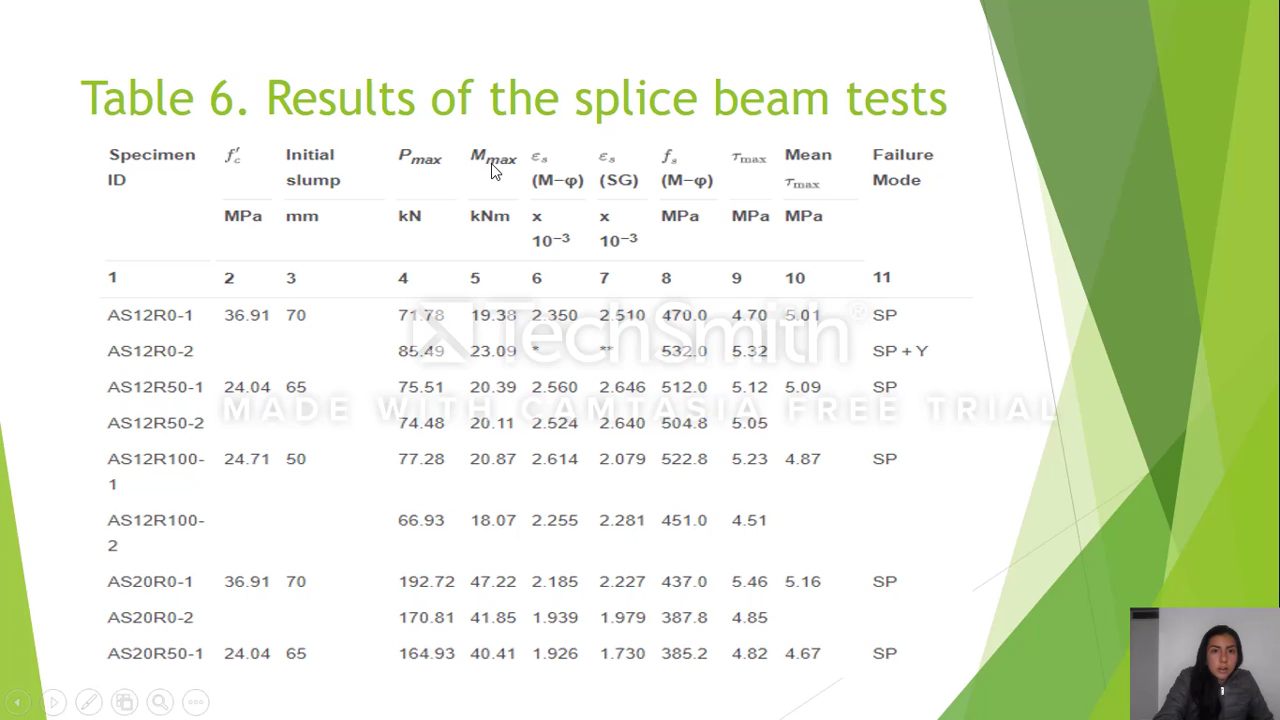 Table 6. Results of the splice beam tests
Specimen ID | f′c | Initial slump | Pmax | Mmax | εs (M−φ) | εs (SG) | fs (M−φ) | τmax | Mean τmax | Failure Mode
MPa | mm | kN | kNm | x 10−3 | x 10−3 | MPa | MPa | MPa
1 | 2 | 3 | 4 | 5 | 6 | 7 | 8 | 9 | 10 | 11
AS12R0-1 | 36.91 | 70 | 71.78 | 19.38 | 2.350 | 2.510 | 470.0 | 4.70 | 5.01 | SP
AS12R0-2 | 85.49 | 23.09 | * | ** | 532.0 | 5.32 | SP + Y
AS12R50-1 | 24.04 | 65 | 75.51 | 20.39 | 2.560 | 2.646 | 512.0 | 5.12 | 5.09 | SP
AS12R50-2 | 74.48 | 20.11 | 2.524 | 2.640 | 504.8 | 5.05
AS12R100-1 | 24.71 | 50 | 77.28 | 20.87 | 2.614 | 2.079 | 522.8 | 5.23 | 4.87 | SP
AS12R100-2 | 66.93 | 18.07 | 2.255 | 2.281 | 451.0 | 4.51
AS20R0-1 | 36.91 | 70 | 192.72 | 47.22 | 2.185 | 2.227 | 437.0 | 5.46 | 5.16 | SP
AS20R0-2 | 170.81 | 41.85 | 1.939 | 1.979 | 387.8 | 4.85
AS20R50-1 | 24.04 | 65 | 164.93 | 40.41 | 1.926 | 1.730 | 385.2 | 4.82 | 4.67 | SP
TechSmith®
MADE WITH CAMTASIA FREE TRIAL